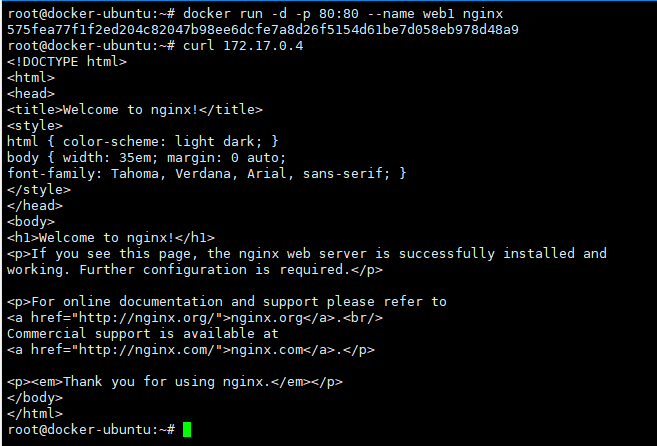 root@docker-ubuntu:~# docker run -d -p 80:80 --name web1 nginx
575fea77f1f2ed204c82047b98ee6dcfe7a8d26f5154d61be7d058eb978d48a9
root@docker-ubuntu:~# curl 172.17.0.4
<!DOCTYPE html>
<html>
<head>
<title>Welcome to nginx!</title>
<style>
html { color-scheme: light dark; }
body { width: 35em; margin: 0 auto;
font-family: Tahoma, Verdana, Arial, sans-serif; }
</style>
</head>
<body>
<h1>Welcome to nginx!</h1>
<p>If you see this page, the nginx web server is successfully installed and
working. Further configuration is required.</p>

<p>For online documentation and support please refer to
<a href="http://nginx.org/">nginx.org</a>.<br/>
Commercial support is available at
<a href="http://nginx.com/">nginx.com</a>.</p>

<p><em>Thank you for using nginx.</em></p>
</body>
</html>
root@docker-ubuntu:~#